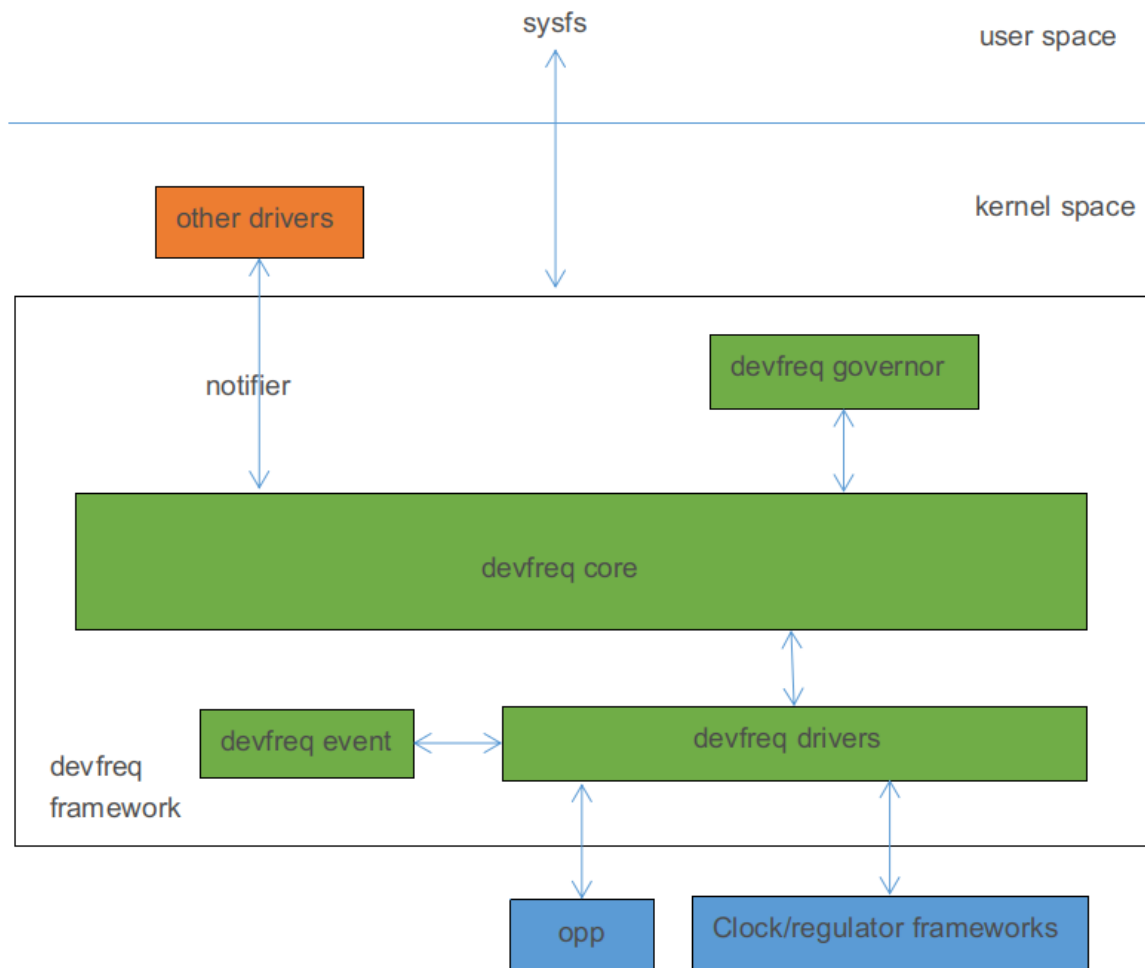 sysfs
user space
kernel space
other drivers
notifier
devfreq governor
devfreq core
devfreq event
devfreq drivers
devfreq
framework
opp
Clock/regulator frameworks